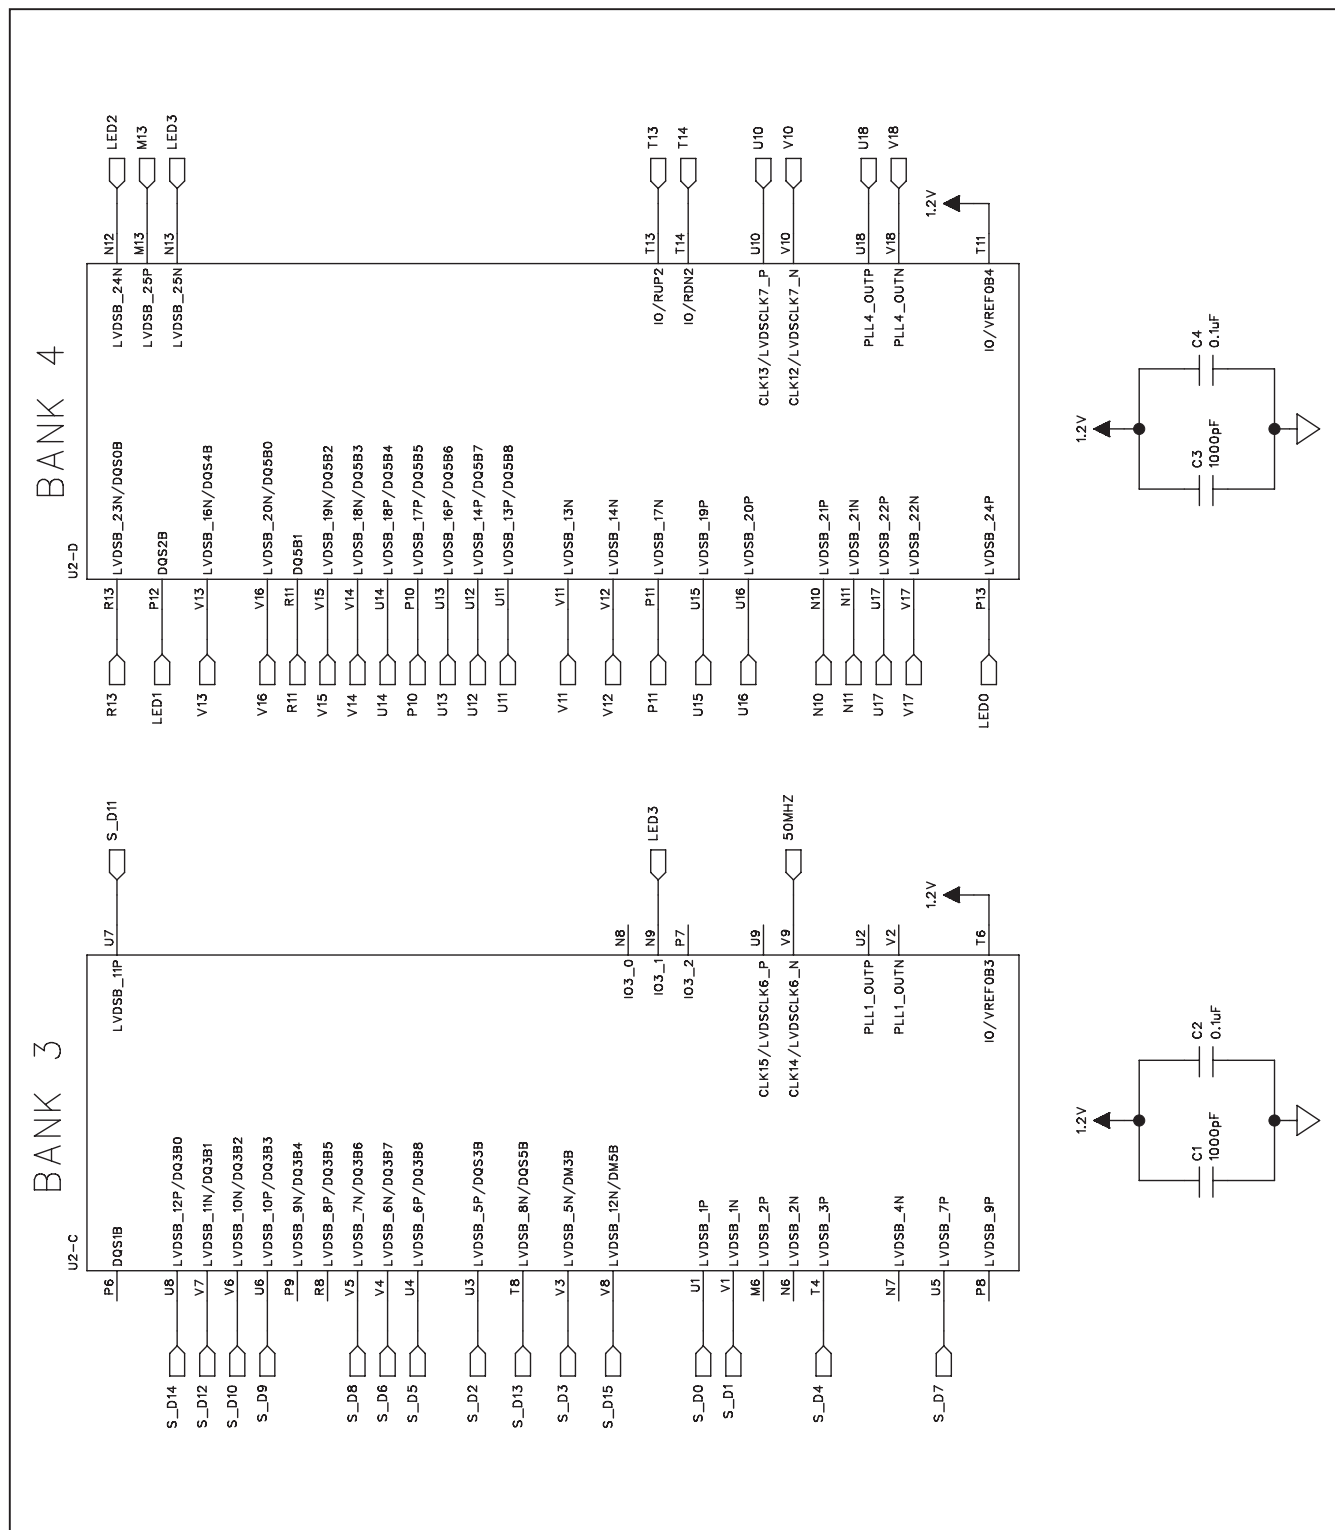 BANK 3
U2-C
P6 DQS1B LVDSB_11P U7 S_D11
S_D14 U8 LVDSB_12P/DQ3B0
S_D12 V7 LVDSB_11N/DQ3B1
S_D10 V6 LVDSB_10N/DQ3B2
S_D9 U6 LVDSB_10P/DQ3B3
P9 LVDSB_9N/DQ3B4
R8 LVDSB_8P/DQ3B5
S_D8 V5 LVDSB_7N/DQ3B6
S_D6 V4 LVDSB_6N/DQ3B7
S_D5 U4 LVDSB_6P/DQ3B8
S_D2 U3 LVDSB_5P/DQS3B
S_D13 T8 LVDSB_8N/DQS5B
S_D3 V3 LVDSB_5N/DM3B
S_D15 V8 LVDSB_12N/DM5B
IO3_0 N8
IO3_1 N9 LED3
IO3_2 P7
S_D0 U1 LVDSB_1P
S_D1 V1 LVDSB_1N
M6 LVDSB_2P CLK15/LVDSCLK6_P U9
N6 LVDSB_2N CLK14/LVDSCLK6_N V9 50MHZ
S_D4 T4 LVDSB_3P
PLL1_OUTP U2
N7 LVDSB_4N PLL1_OUTN V2
1.2V
S_D7 U5 LVDSB_7P
P8 LVDSB_9P IO/VREF0B3 T6
1.2V
C1
1000pF
C2
0.1uF
BANK 4
U2-D
R13 R13 LVDSB_23N/DQS0B LVDSB_24N N12 LED2
LVDSB_25P M13 M13
LED1 P12 DQS2B
LVDSB_25N N13 LED3
V13 V13 LVDSB_16N/DQS4B
V16 V16 LVDSB_20N/DQ5B0
R11 R11 DQ5B1
V15 V15 LVDSB_19N/DQ5B2
V14 V14 LVDSB_18N/DQ5B3
U14 U14 LVDSB_18P/DQ5B4
P10 P10 LVDSB_17P/DQ5B5
U13 U13 LVDSB_16P/DQ5B6
U12 U12 LVDSB_14P/DQ5B7
U11 U11 LVDSB_13P/DQ5B8
V11 V11 LVDSB_13N
V12 V12 LVDSB_14N
P11 P11 LVDSB_17N IO/RUP2 T13 T13
IO/RDN2 T14 T14
U15 U15 LVDSB_19P
U16 U16 LVDSB_20P
CLK13/LVDSCLK7_P U10 U10
CLK12/LVDSCLK7_N V10 V10
N10 N10 LVDSB_21P
N11 N11 LVDSB_21N
PLL4_OUTP U18 U18
U17 U17 LVDSB_22P
PLL4_OUTN V18 V18
V17 V17 LVDSB_22N
1.2V
LED0 P13 LVDSB_24P IO/VREF0B4 T11
1.2V
C3
1000pF
C4
0.1uF